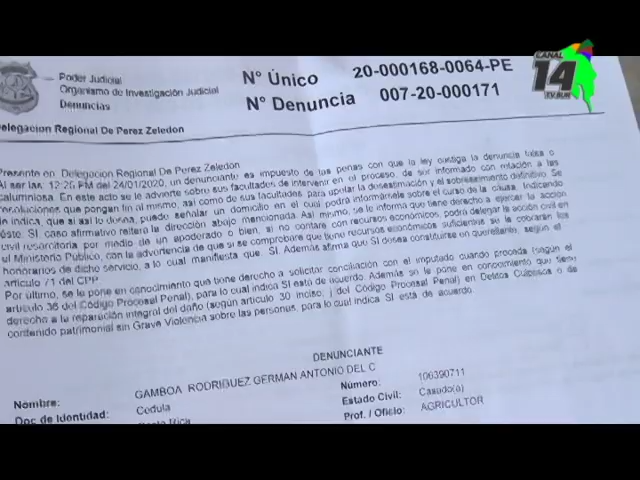 CANAL
14
TV SUR
Poder Judicial
Organismo de Investigación Judicial
Denuncias
N° Único 20-000168-0064-PE
N° Denuncia 007-20-000171
Delegacion Regional De Perez Zeledon
Presente en Delegacion Regional De Perez Zeledon
Al ser las 12:25 PM del 24/01/2020, un denunciante es impuesto de las penas con que la ley castiga la denuncia falsa o
calumniosa. En este acto se le advierte sobre sus facultades de intervenir en el proceso, de ser informado con relación a las
resoluciones que pongan fin al mismo, así como de sus facultades para apelar la desestimación y el sobreseimiento definitivo. Se
le indica, que si así lo desea, puede señalar un domicilio en el cual podrá informársele sobre el curso de la causa. Indicando
éste: SI, caso afirmativo reitera la dirección abajo mencionada. Así mismo, se le informa que tiene derecho a ejercer la acción
civil resarcitoria por medio de un apoderado o bien, si no contare con recursos económicos, podrá delegar la acción civil en
el Ministerio Público, con la advertencia de que si se comprobare que tiene recursos económicos suficientes se le cobrarán los
honorarios de dicho servicio, a lo cual manifiesta que SI. Además afirma que SI desea constituirse en querellante, según el
artículo 71 del CPP
Por último, se le pone en conocimiento que tiene derecho a solicitar conciliación con el imputado cuando proceda (según el
artículo 36 del Código Procesal Penal), para lo cual indica SI está de acuerdo. Además se le pone en conocimiento que tiene
derecho a la reparación integral del daño (según artículo 30 inciso j del Código Procesal Penal) en Delitos Culposos o de
contenido patrimonial sin Grave Violencia sobre las personas, para lo cual indica SI está de acuerdo.
DENUNCIANTE
Nombre: GAMBOA RODRIGUEZ GERMAN ANTONIO DEL C
Doc de Identidad: Cedula Número: 106390711
Costa Rica Estado Civil: Casado(a)
Prof. / Oficio: AGRICULTOR